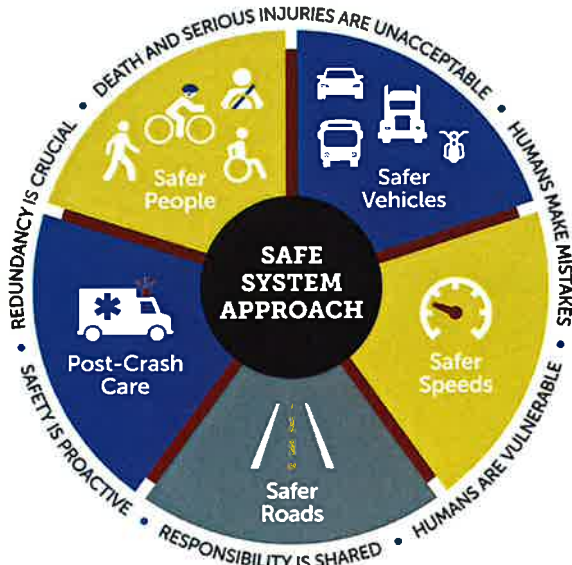 DEATH AND SERIOUS INJURIES ARE UNACCEPTABLE
HUMANS MAKE MISTAKES
HUMANS ARE VULNERABLE
RESPONSIBILITY IS SHARED
SAFETY IS PROACTIVE
REDUNDANCY IS CRUCIAL
Safer
People
Safer
Vehicles
SAFE
SYSTEM
APPROACH
Post-Crash
Care
Safer
Speeds
Safer
Roads